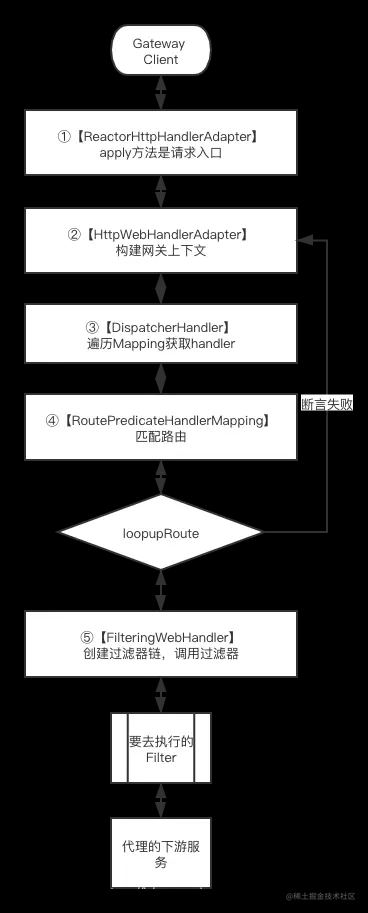 Gateway
Client
①【ReactorHttpHandlerAdapter】
apply方法是请求入口
②【HttpWebHandlerAdapter】
构建网关上下文
③【DispatcherHandler】
遍历Mapping获取handler
断言失败
④【RoutePredicateHandlerMapping】
匹配路由
loopupRoute
⑤【FilteringWebHandler】
创建过滤器链，调用过滤器
要去执行的
Filter
代理的下游服
务
@稀土掘金技术社区